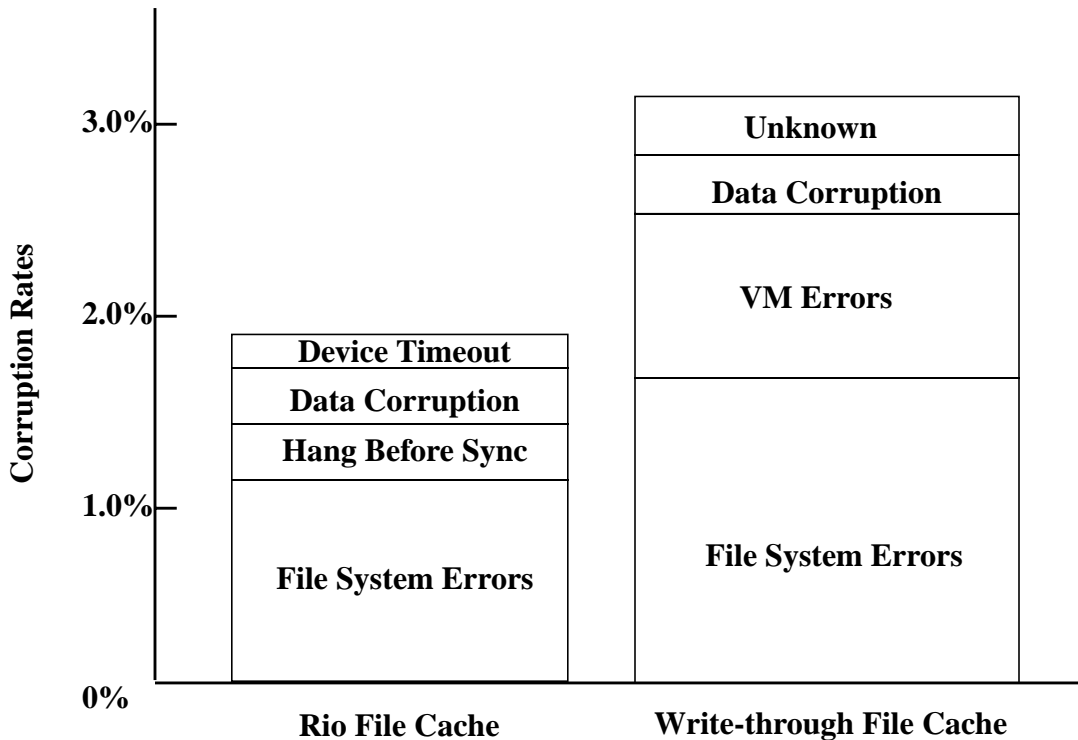 Corruption Rates
3.0%
2.0%
1.0%
0%
Device Timeout
Data Corruption
Hang Before Sync
File System Errors
Rio File Cache
Unknown
Data Corruption
VM Errors
File System Errors
Write-through File Cache